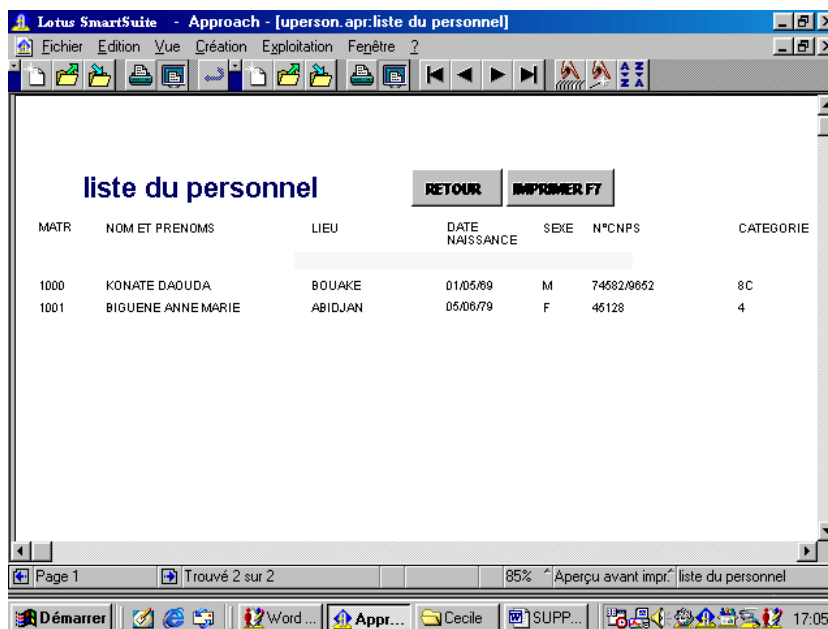 Lotus SmartSuite - Approach - [uperson.apr:liste du personnel]
Fichier Edition Vue Création Exploitation Fenêtre ?
liste du personnel RETOUR IMPRIMER F7
MATR NOM ET PRENOMS LIEU DATE NAISSANCE SEXE N°CNPS CATEGORIE
1000 KONATE DAOUDA BOUAKE 01/05/69 M 74582/9652 8C
1001 BIGUENE ANNE MARIE ABIDJAN 05/06/79 F 45128 4
Page 1 Trouvé 2 sur 2 85% Aperçu avant impr. liste du personnel
Démarrer Word ... Appr... Cecile SUPP... 17:05